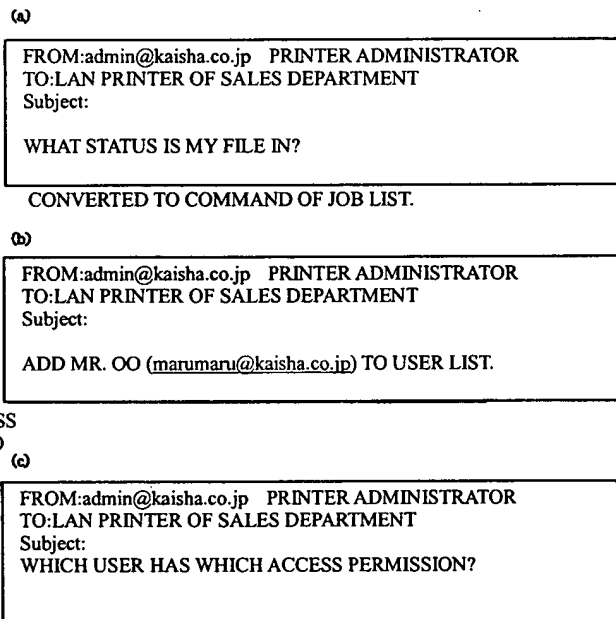 (a)
FROM:admin@kaisha.co.jp PRINTER ADMINISTRATOR
TO:LAN PRINTER OF SALES DEPARTMENT
Subject:
WHAT STATUS IS MY FILE IN?
CONVERTED TO COMMAND OF JOB LIST.
(b)
FROM:admin@kaisha.co.jp PRINTER ADMINISTRATOR
TO:LAN PRINTER OF SALES DEPARTMENT
Subject:
ADD MR. OO (marumaru@kaisha.co.jp) TO USER LIST.
SS
(c)
FROM:admin@kaisha.co.jp PRINTER ADMINISTRATOR
TO:LAN PRINTER OF SALES DEPARTMENT
Subject:
WHICH USER HAS WHICH ACCESS PERMISSION?